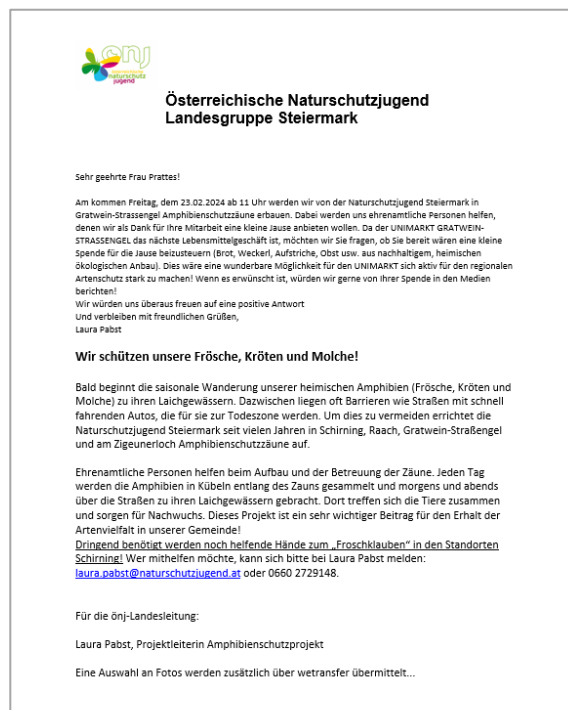 önj
österreichische
naturschutz
jugend
Österreichische Naturschutzjugend
Landesgruppe Steiermark
Sehr geehrte Frau Prattes!
Am kommen Freitag, dem 23.02.2024 ab 11 Uhr werden wir von der Naturschutzjugend Steiermark in
Gratwein-Strassengel Amphibienschutzzäune erbauen. Dabei werden uns ehrenamtliche Personen helfen,
denen wir als Dank für Ihre Mitarbeit eine kleine Jause anbieten wollen. Da der UNIMARKT GRATWEIN-
STRASSENGEL das nächste Lebensmittelgeschäft ist, möchten wir Sie fragen, ob Sie bereit wären eine kleine
Spende für die Jause beizusteuern (Brot, Weckerl, Aufstriche, Obst usw. aus nachhaltigem, heimischen
ökologischen Anbau). Dies wäre eine wunderbare Möglichkeit für den UNIMARKT sich aktiv für den regionalen
Artenschutz stark zu machen! Wenn es erwünscht ist, würden wir gerne von Ihrer Spende in den Medien
berichten!
Wir würden uns überaus freuen auf eine positive Antwort
Und verbleiben mit freundlichen Grüßen,
Laura Pabst
Wir schützen unsere Frösche, Kröten und Molche!
Bald beginnt die saisonale Wanderung unserer heimischen Amphibien (Frösche, Kröten und
Molche) zu ihren Laichgewässern. Dazwischen liegen oft Barrieren wie Straßen mit schnell
fahrenden Autos, die für sie zur Todeszone werden. Um dies zu vermeiden errichtet die
Naturschutzjugend Steiermark seit vielen Jahren in Schirning, Raach, Gratwein-Straßengel
und am Zigeunerloch Amphibienschutzzäune auf.
Ehrenamtliche Personen helfen beim Aufbau und der Betreuung der Zäune. Jeden Tag
werden die Amphibien in Kübeln entlang des Zauns gesammelt und morgens und abends
über die Straßen zu ihren Laichgewässern gebracht. Dort treffen sich die Tiere zusammen
und sorgen für Nachwuchs. Dieses Projekt ist ein sehr wichtiger Beitrag für den Erhalt der
Artenvielfalt in unserer Gemeinde!
Dringend benötigt werden noch helfende Hände zum „Froschklauben“ in den Standorten
Schirning! Wer mithelfen möchte, kann sich bitte bei Laura Pabst melden:
laura.pabst@naturschutzjugend.at oder 0660 2729148.
Für die önj-Landesleitung:
Laura Pabst, Projektleiterin Amphibienschutzprojekt
Eine Auswahl an Fotos werden zusätzlich über wetransfer übermittelt...